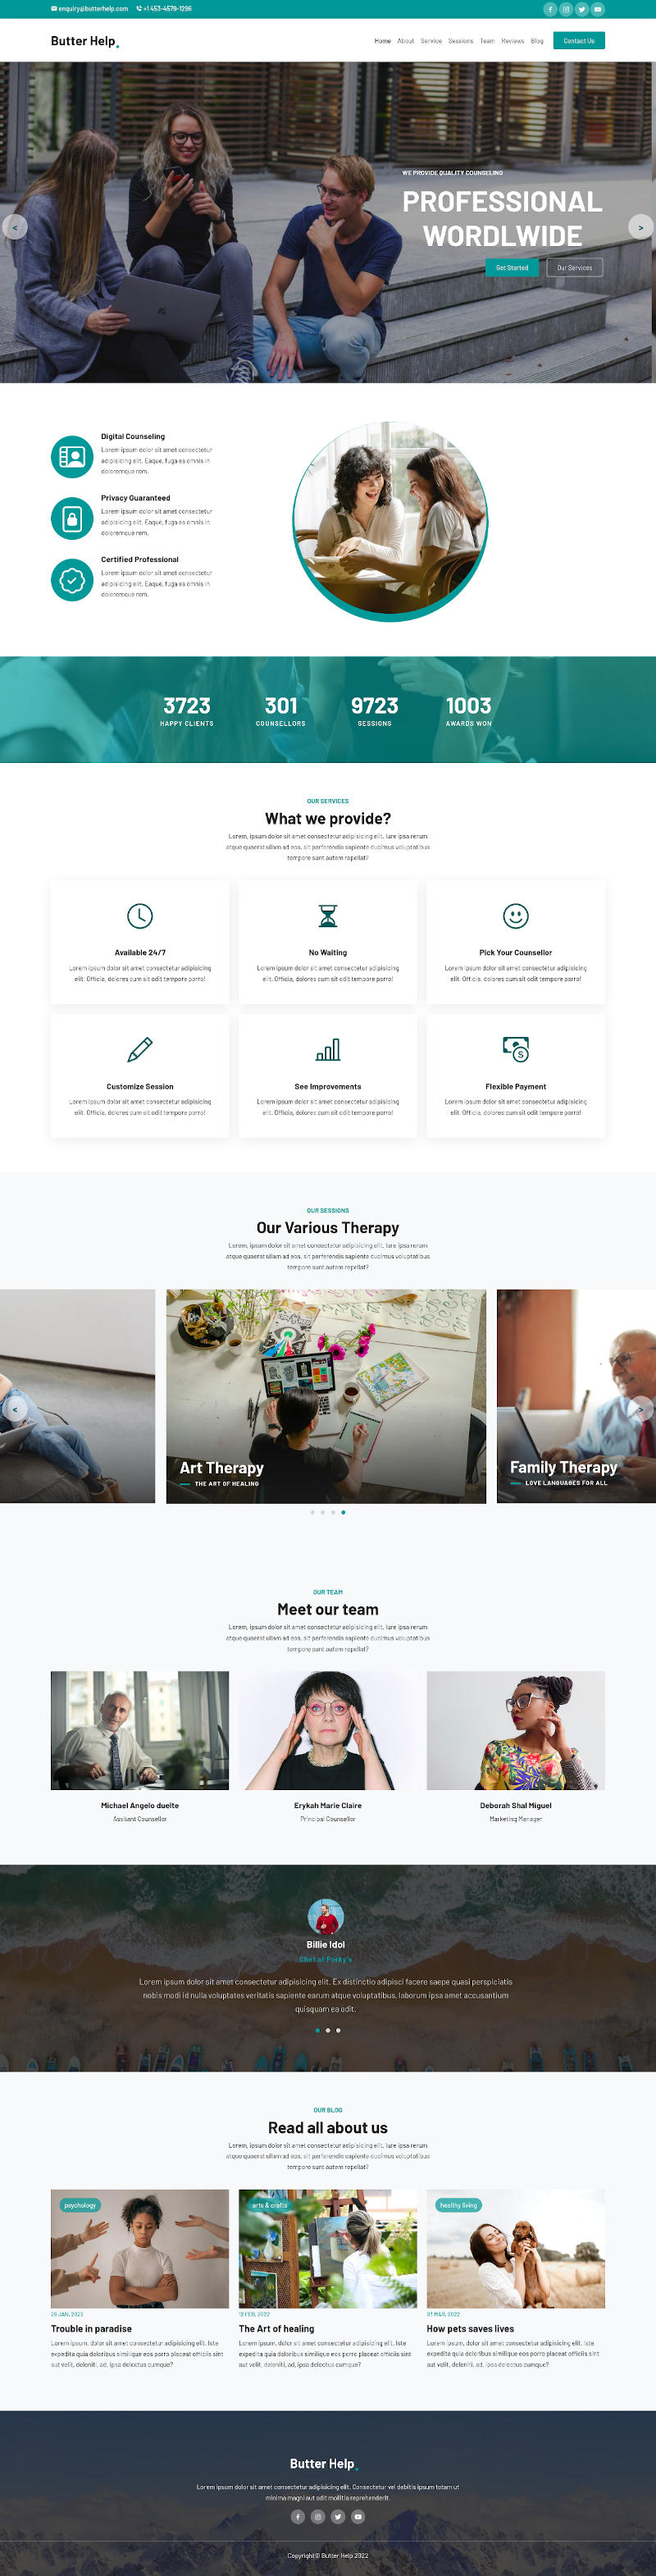 enquiry@butterhelp.com +1 453-4579-1296
Butter Help.
Home About Service Sessions Team Reviews Blog Contact Us
WE PROVIDE QUALITY COUNSELING
PROFESSIONAL
WORDLWIDE
< >
Get Started Our Services
Digital Counseling
Lorem ipsum dolor sit amet consectetur
adipisicing elit. Eaque, fuga ea omnis in
doloremque rem.
Privacy Guaranteed
Lorem ipsum dolor sit amet consectetur
adipisicing elit. Eaque, fuga ea omnis in
doloremque rem.
Certified Professional
Lorem ipsum dolor sit amet consectetur
adipisicing elit. Eaque, fuga ea omnis in
doloremque rem.
3723 301 9723 1003
HAPPY CLIENTS COUNSELLORS SESSIONS AWARDS WON
OUR SERVICES
What we provide?
Lorem, ipsum dolor sit amet consectetur adipisicing elit. Iure ipsa rerum
atque quaerat ullam ad eos, sit perferendis sapiente ducimus voluptatibus
tempore sunt autem repellat?
Available 24/7 No Waiting Pick Your Counsellor
Lorem ipsum dolor sit amet consectetur adipisicing Lorem ipsum dolor sit amet consectetur adipisicing Lorem ipsum dolor sit amet consectetur adipisicing
elit. Officia, dolores cum sit odit tempore porro! elit. Officia, dolores cum sit odit tempore porro! elit. Officia, dolores cum sit odit tempore porro!
Customize Session See Improvements Flexible Payment
Lorem ipsum dolor sit amet consectetur adipisicing Lorem ipsum dolor sit amet consectetur adipisicing Lorem ipsum dolor sit amet consectetur adipisicing
elit. Officia, dolores cum sit odit tempore porro! elit. Officia, dolores cum sit odit tempore porro! elit. Officia, dolores cum sit odit tempore porro!
OUR SESSIONS
Our Various Therapy
Lorem, ipsum dolor sit amet consectetur adipisicing elit. Iure ipsa rerum
atque quaerat ullam ad eos, sit perferendis sapiente ducimus voluptatibus
tempore sunt autem repellat?
< >
Art Therapy Family Therapy
THE ART OF HEALING LOVE LANGUAGES FOR ALL
OUR TEAM
Meet our team
Lorem, ipsum dolor sit amet consectetur adipisicing elit. Iure ipsa rerum
atque quaerat ullam ad eos, sit perferendis sapiente ducimus voluptatibus
tempore sunt autem repellat?
Michael Angelo duelte Erykah Marie Claire Deborah Shal Miguel
Assitant Counsellor Principal Counsellor Marketing Manager
Billie Idol
Chef at Porky's
Lorem ipsum dolor sit amet consectetur adipisicing elit. Ex distinctio adipisci facere saepe quasi perspiciatis
nobis modi id nulla voluptates veritatis sapiente earum atque voluptatibus, laborum ipsa amet accusantium
quisquam ea odit.
OUR BLOG
Read all about us
Lorem, ipsum dolor sit amet consectetur adipisicing elit. Iure ipsa rerum
atque quaerat ullam ad eos, sit perferendis sapiente ducimus voluptatibus
tempore sunt autem repellat?
psychology arts & crafts healthy living
29 JAN, 2022 13 FEB, 2022 03 MAR, 2022
Trouble in paradise The Art of healing How pets saves lives
Lorem ipsum, dolor sit amet consectetur adipisicing elit. Iste Lorem ipsum, dolor sit amet consectetur adipisicing elit. Iste Lorem ipsum, dolor sit amet consectetur adipisicing elit. Iste
expedita quia doloribus similique eos porro placeat officiis sint expedita quia doloribus similique eos porro placeat officiis sint expedita quia doloribus similique eos porro placeat officiis sint
aut velit, deleniti, ad, ipsa delectus cumque? aut velit, deleniti, ad, ipsa delectus cumque? aut velit, deleniti, ad, ipsa delectus cumque?
Butter Help.
Lorem ipsum dolor sit amet consectetur adipisicing elit. Consectetur vel debitis ipsum totam ut
minima magni aut odit mollitia reprehenderit.
Copyright © Butter Help 2022